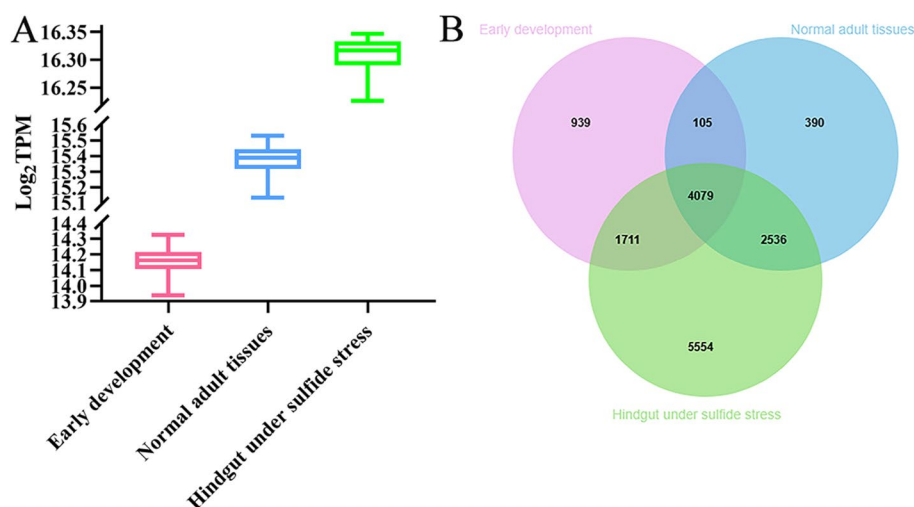 A
Log₂TPM
16.35
16.30
16.25
15.6
15.5
15.4
15.3
15.2
15.1
14.4
14.3
14.2
14.1
14.0
13.9
Early development
Normal adult tissues
Hindgut under sulfide stress
B
Early development
Normal adult tissues
939
105
390
4079
1711
2536
5554
Hindgut under sulfide stress